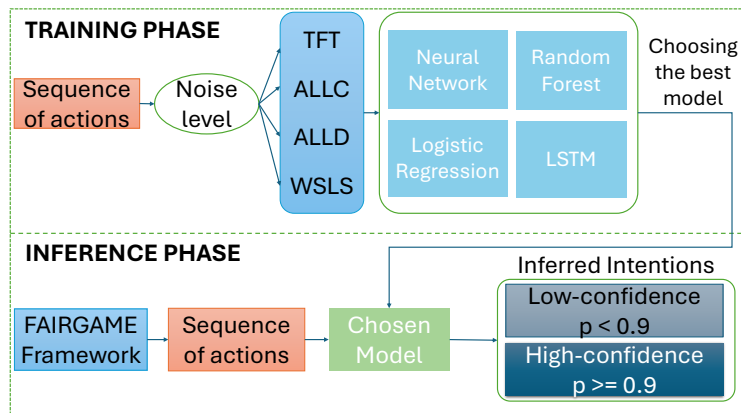 TRAINING PHASE
Sequence
of actions
Noise
level
TFT
ALLC
ALLD
WSLS
Neural
Network
Random
Forest
Logistic
Regression
LSTM
Choosing
the best
model
INFERENCE PHASE
FAIRGAME
Framework
Sequence
of actions
Chosen
Model
Inferred Intentions
Low-confidence
p < 0.9
High-confidence
p >= 0.9